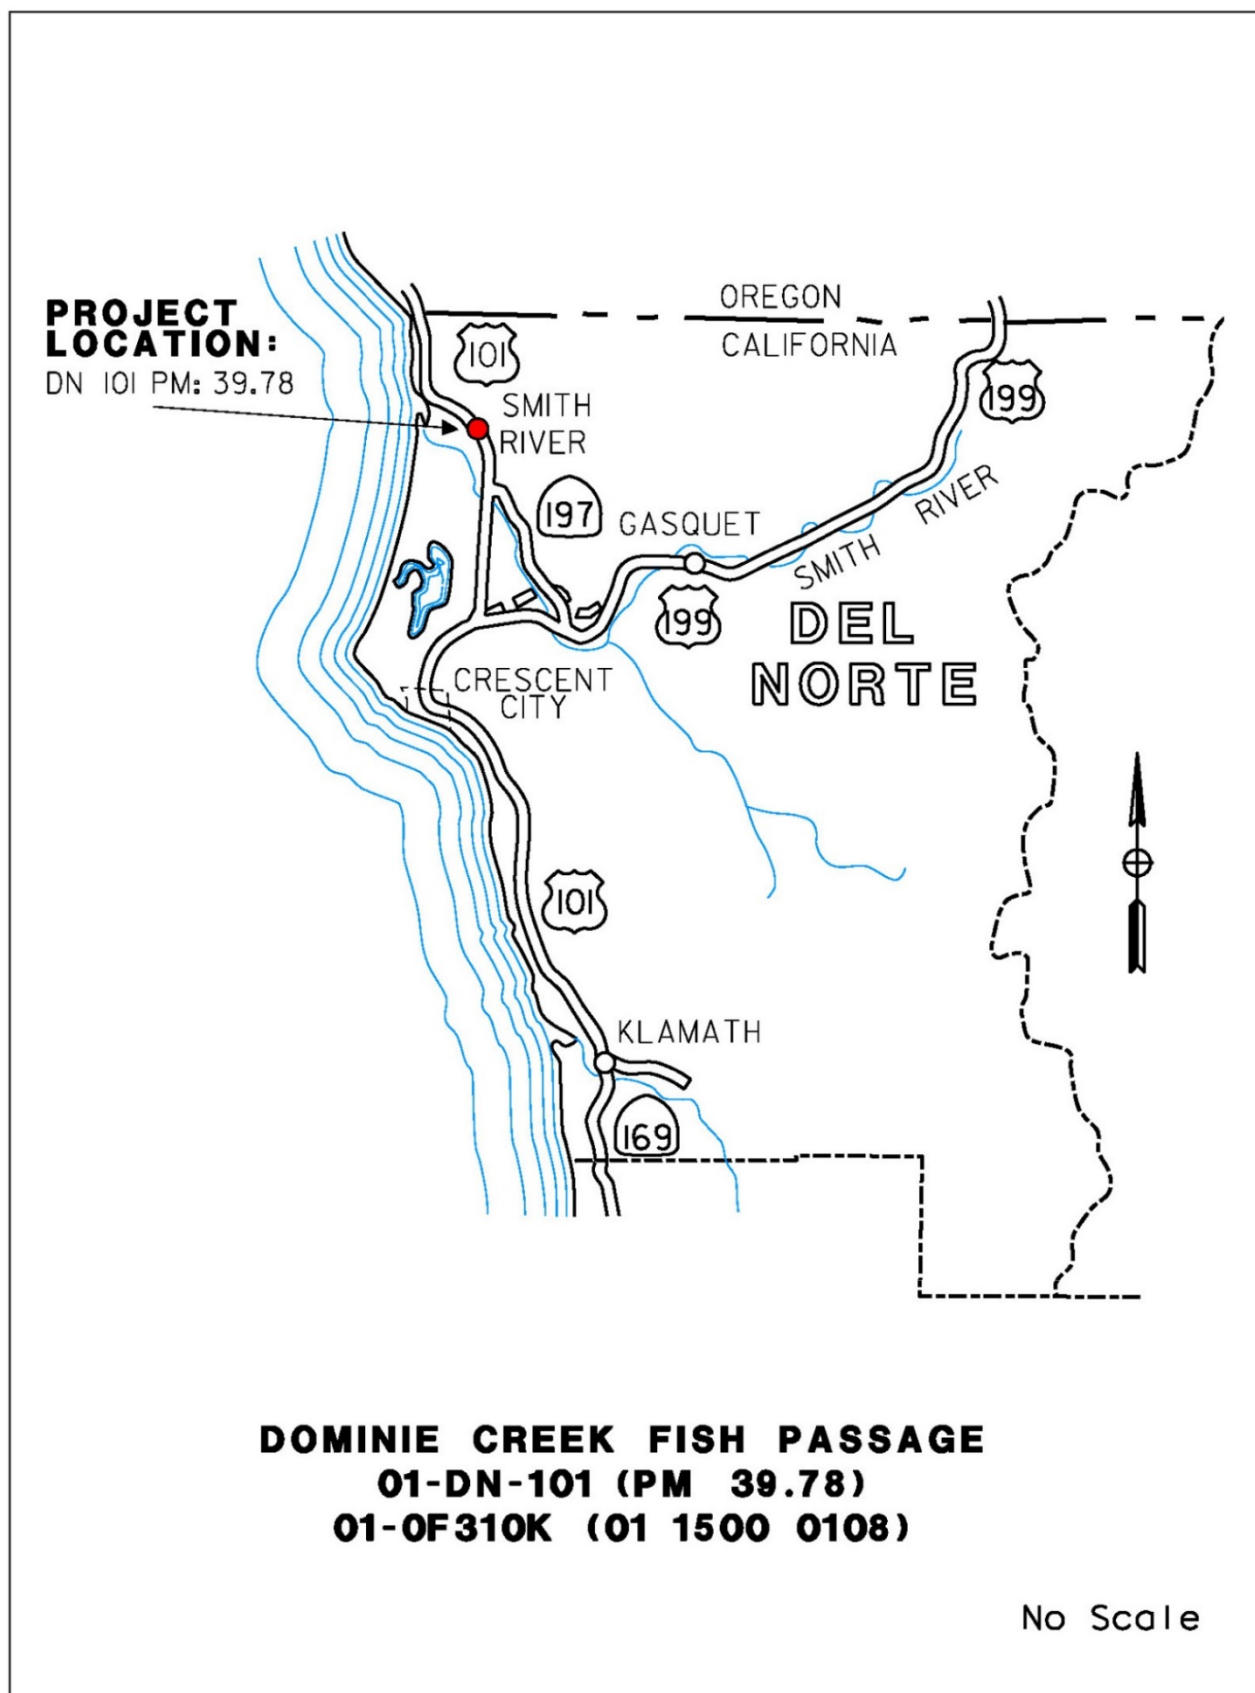 OREGON
CALIFORNIA
PROJECT
LOCATION:
DN 101 PM: 39.78
101
199
SMITH
RIVER
197
GASQUET
SMITH RIVER
199
DEL
NORTE
CRESCENT
CITY
101
KLAMATH
169
DOMINIE CREEK FISH PASSAGE
01-DN-101 (PM 39.78)
01-0F310K (01 1500 0108)
No Scale